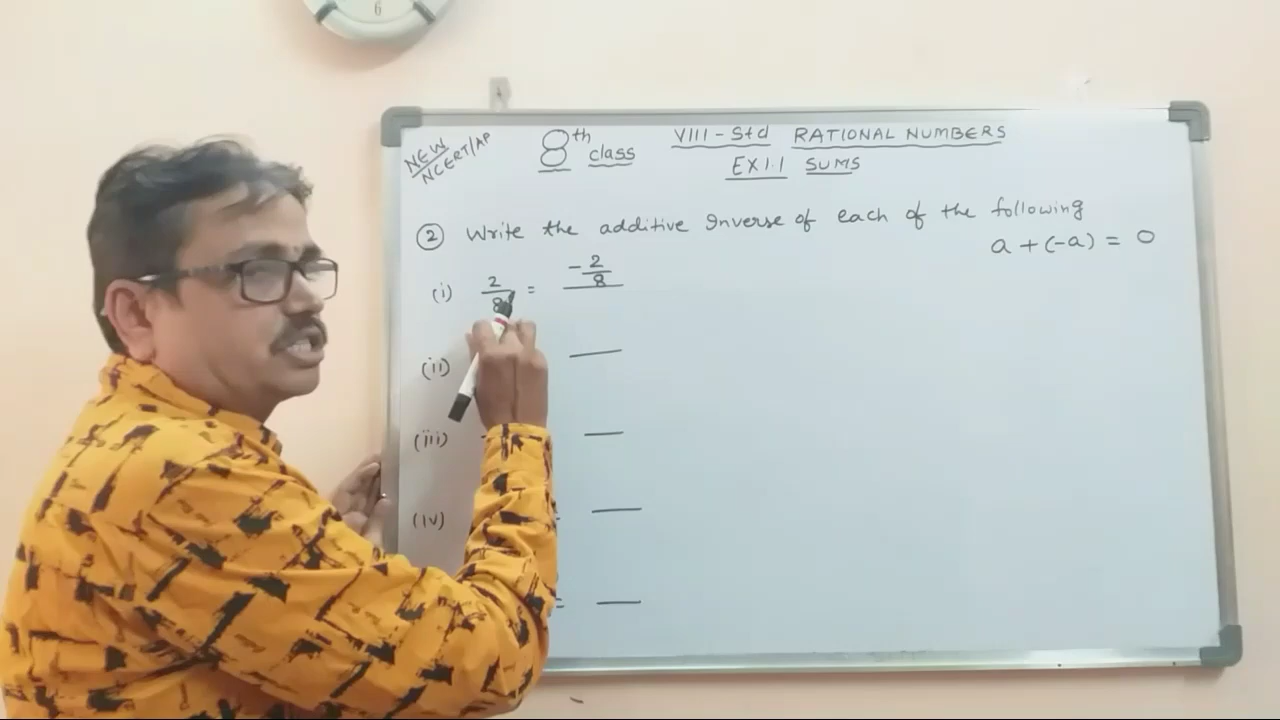 NEW
NCERT/AP
8th class
VIII - Std RATIONAL NUMBERS
EX 1.1 SUMS
② Write the additive Inverse of each of the following
a + (-a) = 0
(i) 2/8 = -2/8
(ii)
(iii)
(iv)
=
6